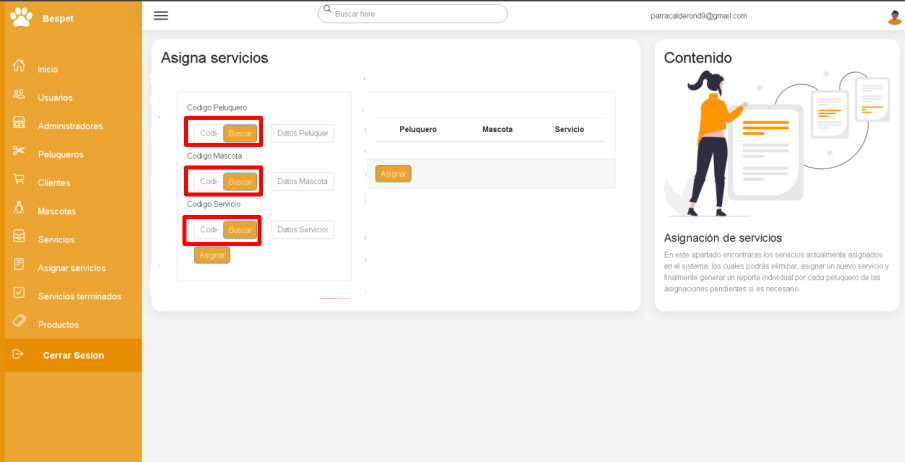 Bespet
Buscar here
parracalderond9@gmail.com
inicio
Usuarios
Administradores
Peluqueros
Clientes
Mascotas
Servicios
Asignar servicios
Servicios terminados
Productos
Cerrar Sesion
Asigna servicios
Codigo Peluquero
Codi Buscar Datos Peluquer
Codigo Mascota
Codi Buscar Datos Mascota
Codigo Servicio
Codi Buscar Datos Servicios
Asignar
Peluquero Mascota Servicio
Asignar
Contenido
Asignación de servicios
En este apartado encontraras los servicios actualmente asignados
en el sistema, los cuales podrás eliminar, asignar un nuevo servicio y
finalmente generar un reporte individual por cada peluquero de las
asignaciones pendientes si es necesario.